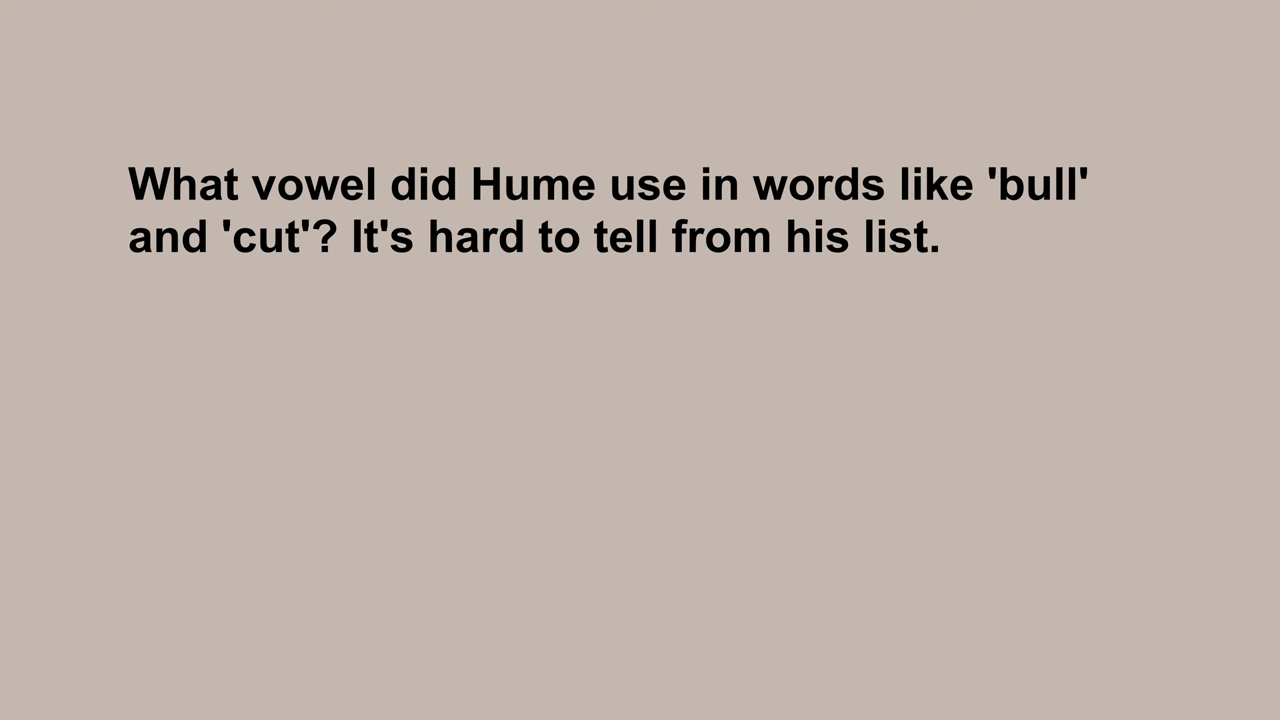 What vowel did Hume use in words like 'bull'
and 'cut'? It's hard to tell from his list.